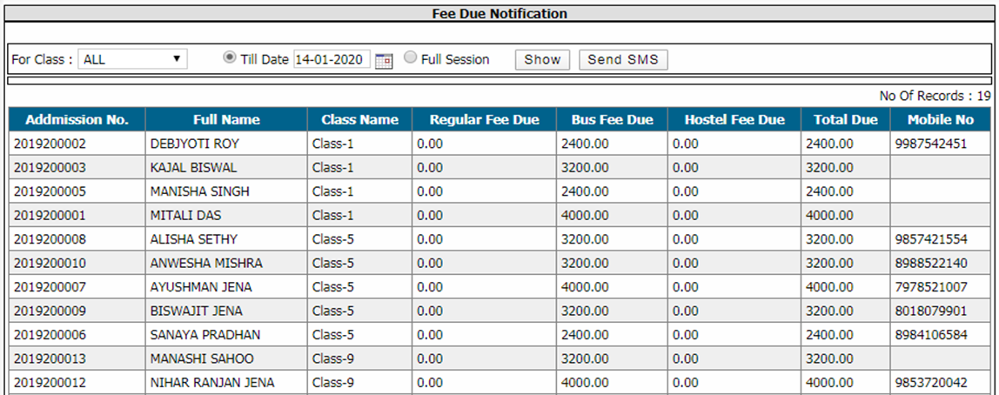 Fee Due Notification
For Class : ALL Till Date 14-01-2020 Full Session Show Send SMS
No Of Records : 19
Addmission No. Full Name Class Name Regular Fee Due Bus Fee Due Hostel Fee Due Total Due Mobile No
2019200002 DEBJYOTI ROY Class-1 0.00 2400.00 0.00 2400.00 9987542451
2019200003 KAJAL BISWAL Class-1 0.00 3200.00 0.00 3200.00
2019200005 MANISHA SINGH Class-1 0.00 2400.00 0.00 2400.00
2019200001 MITALI DAS Class-1 0.00 4000.00 0.00 4000.00
2019200008 ALISHA SETHY Class-5 0.00 3200.00 0.00 3200.00 9857421554
2019200010 ANWESHA MISHRA Class-5 0.00 3200.00 0.00 3200.00 8988522140
2019200007 AYUSHMAN JENA Class-5 0.00 4000.00 0.00 4000.00 7978521007
2019200009 BISWAJIT JENA Class-5 0.00 3200.00 0.00 3200.00 8018079901
2019200006 SANAYA PRADHAN Class-5 0.00 2400.00 0.00 2400.00 8984106584
2019200013 MANASHI SAHOO Class-9 0.00 3200.00 0.00 3200.00
2019200012 NIHAR RANJAN JENA Class-9 0.00 4000.00 0.00 4000.00 9853720042